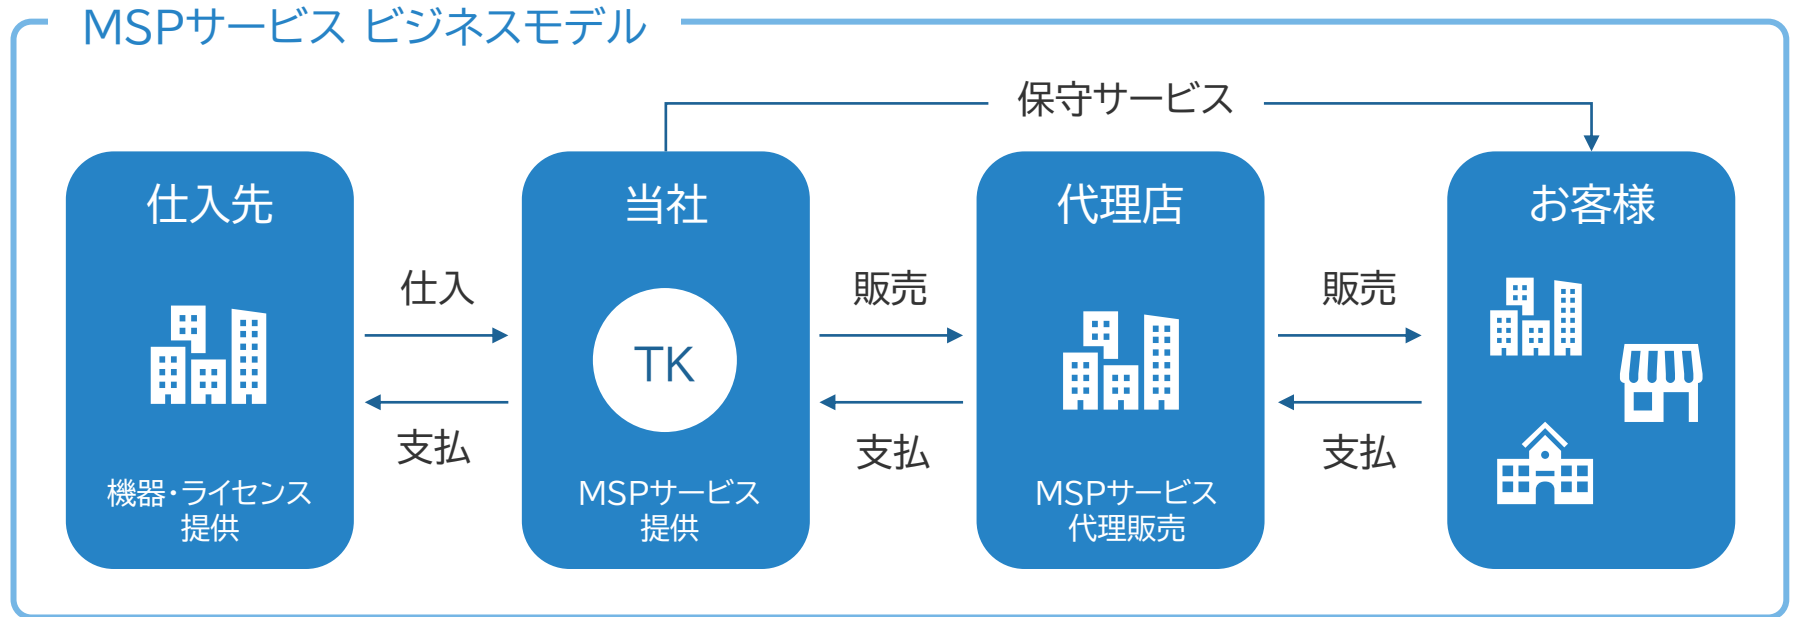 MSPサービス ビジネスモデル
保守サービス
仕入先
当社
代理店
お客様
仕入
販売
販売
TK
支払
支払
支払
機器・ライセンス
提供
MSPサービス
提供
MSPサービス
代理販売